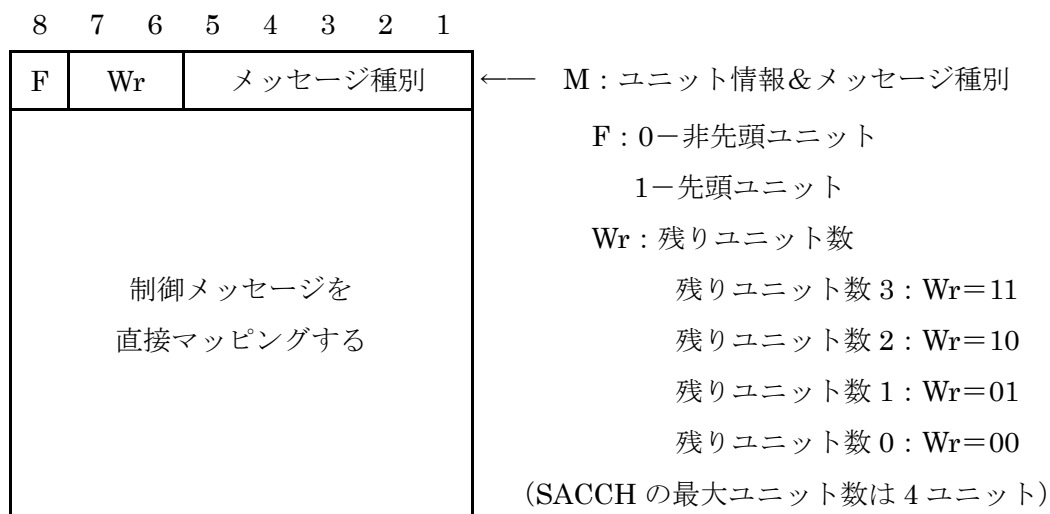 8 7 6 5 4 3 2 1
F Wr メッセージ種別 ←― M：ユニット情報＆メッセージ種別
F：0－非先頭ユニット
1－先頭ユニット
Wr：残りユニット数
制御メッセージを
直接マッピングする
残りユニット数 3：Wr＝11
残りユニット数 2：Wr＝10
残りユニット数 1：Wr＝01
残りユニット数 0：Wr＝00
（SACCH の最大ユニット数は 4 ユニット）